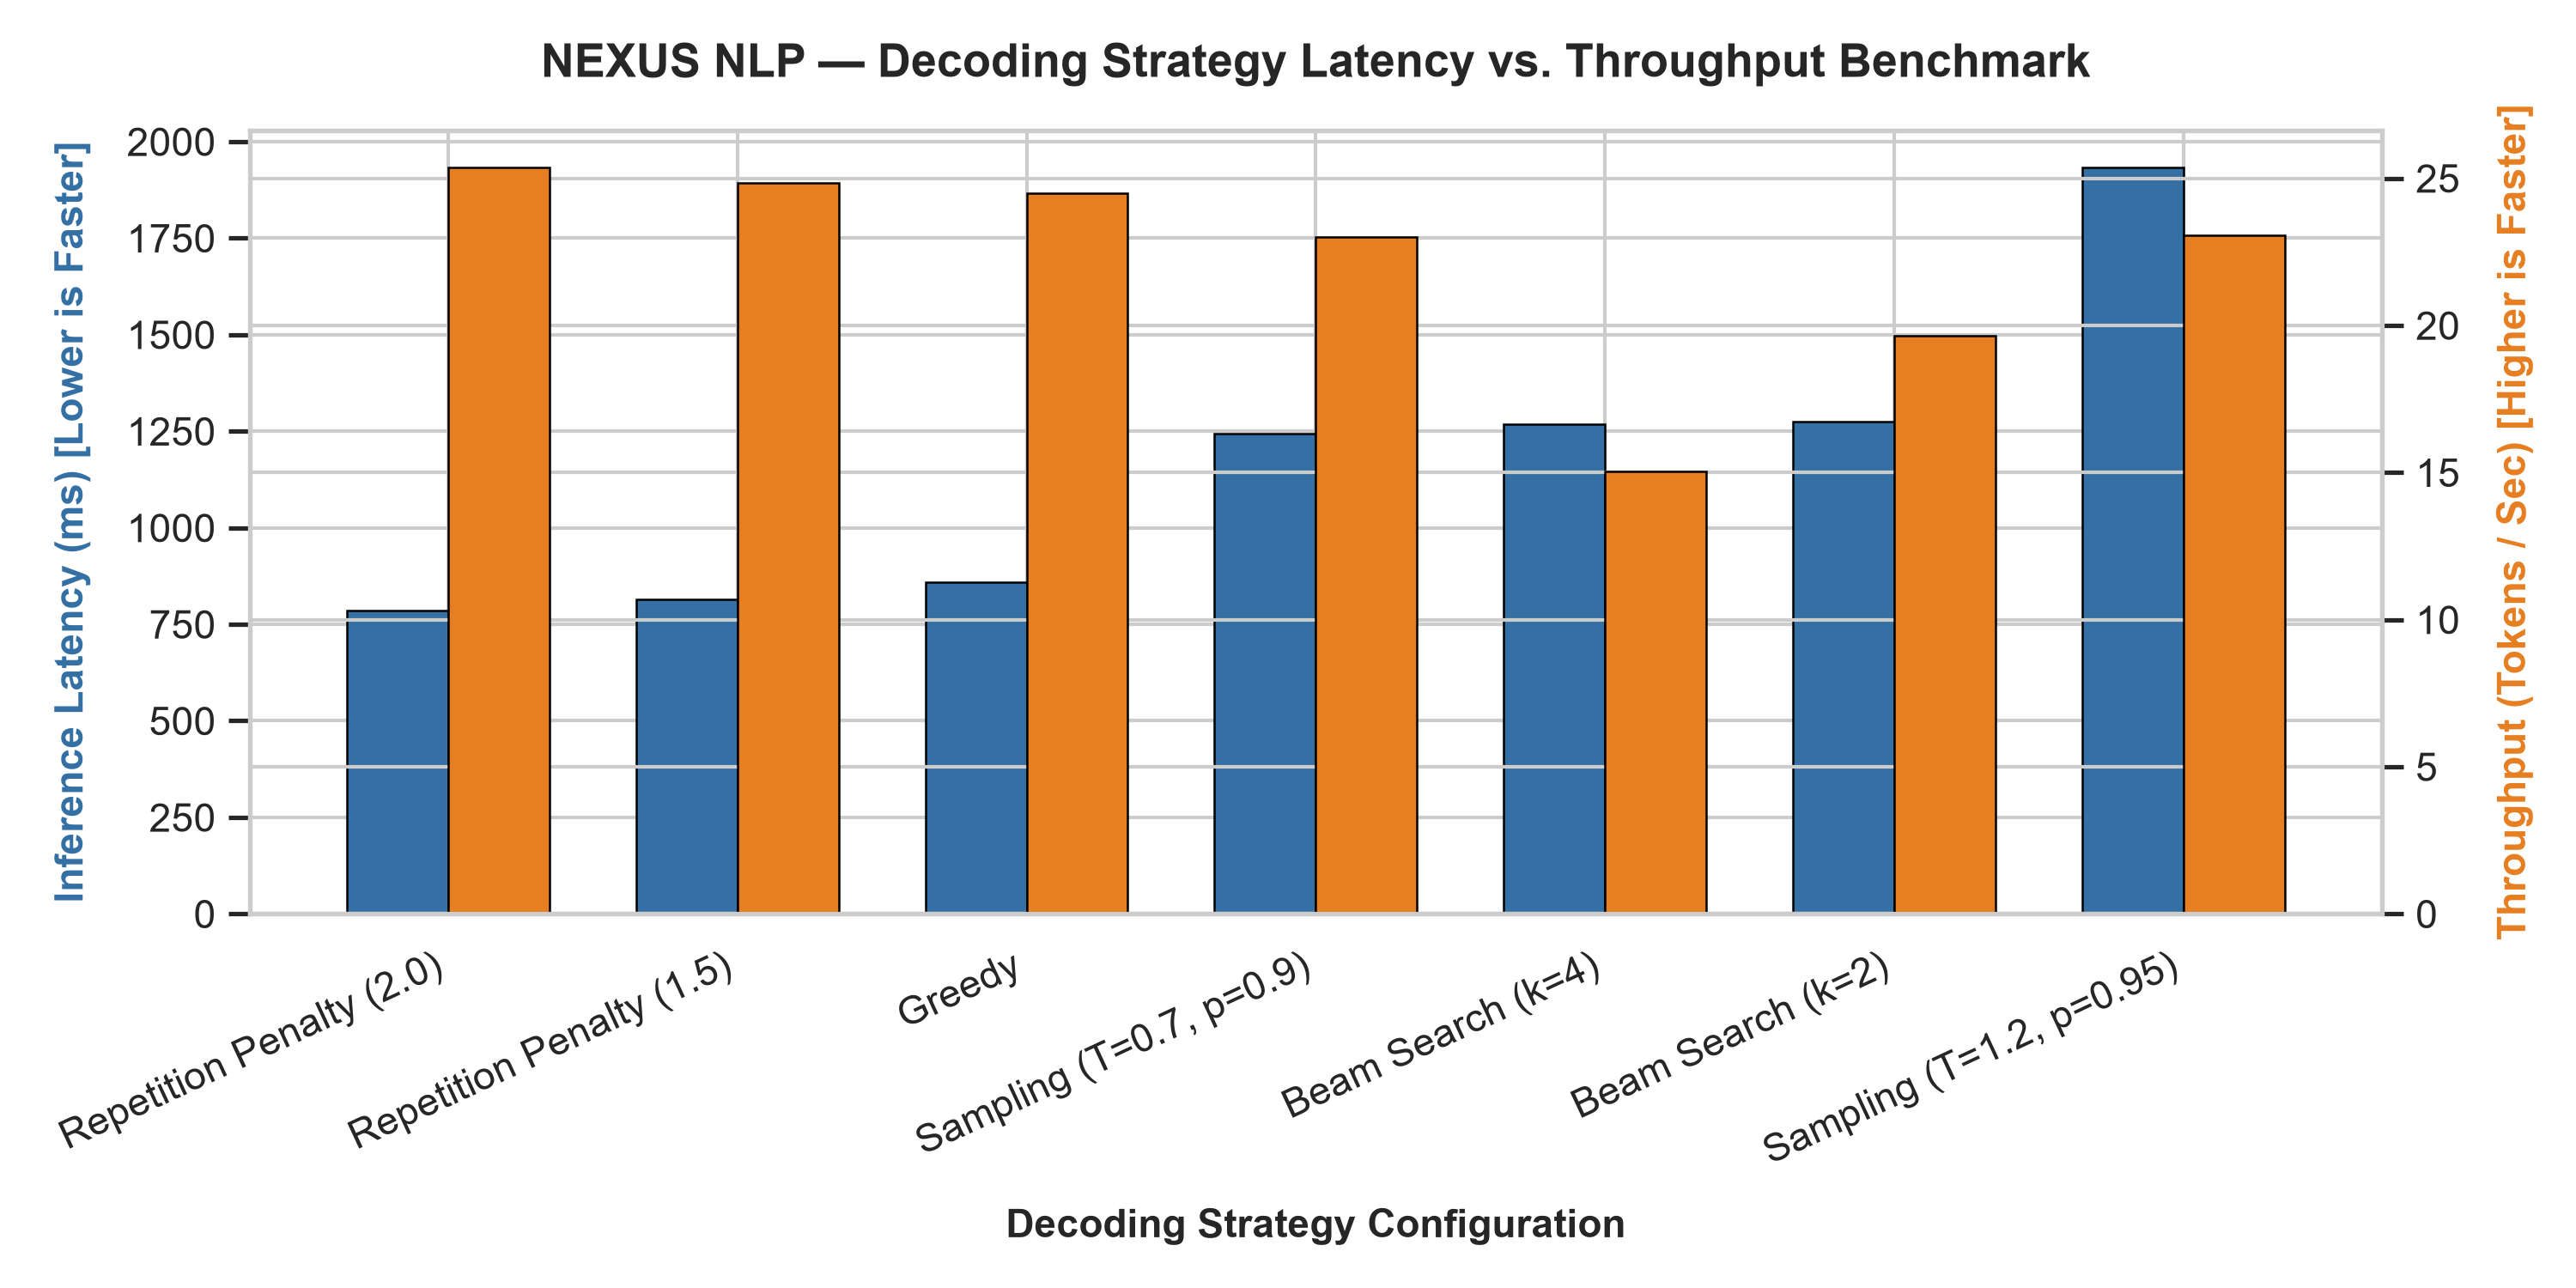 NEXUS NLP — Decoding Strategy Latency vs. Throughput Benchmark
Inference Latency (ms) [Lower is Faster]
2000
1750
1500
1250
1000
750
500
250
0
25
20
15
10
5
0
Throughput (Tokens / Sec) [Higher is Faster]
Repetition Penalty (2.0)
Repetition Penalty (1.5)
Greedy
Sampling (T=0.7, p=0.9)
Beam Search (k=4)
Beam Search (k=2)
Sampling (T=1.2, p=0.95)
Decoding Strategy Configuration